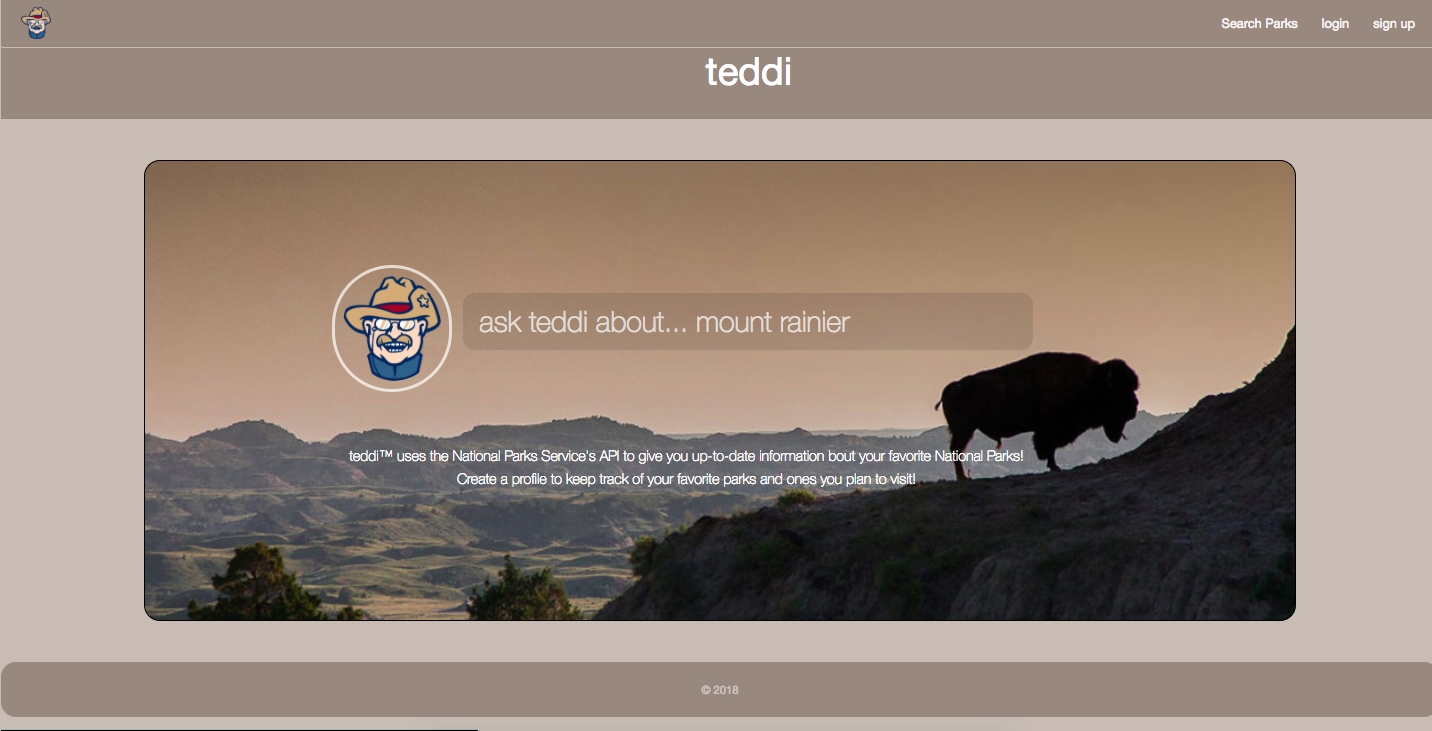 Search Parks login sign up
teddi
ask teddi about... mount rainier
teddi™ uses the National Parks Service's API to give you up-to-date information bout your favorite National Parks!
Create a profile to keep track of your favorite parks and ones you plan to visit!
© 2018